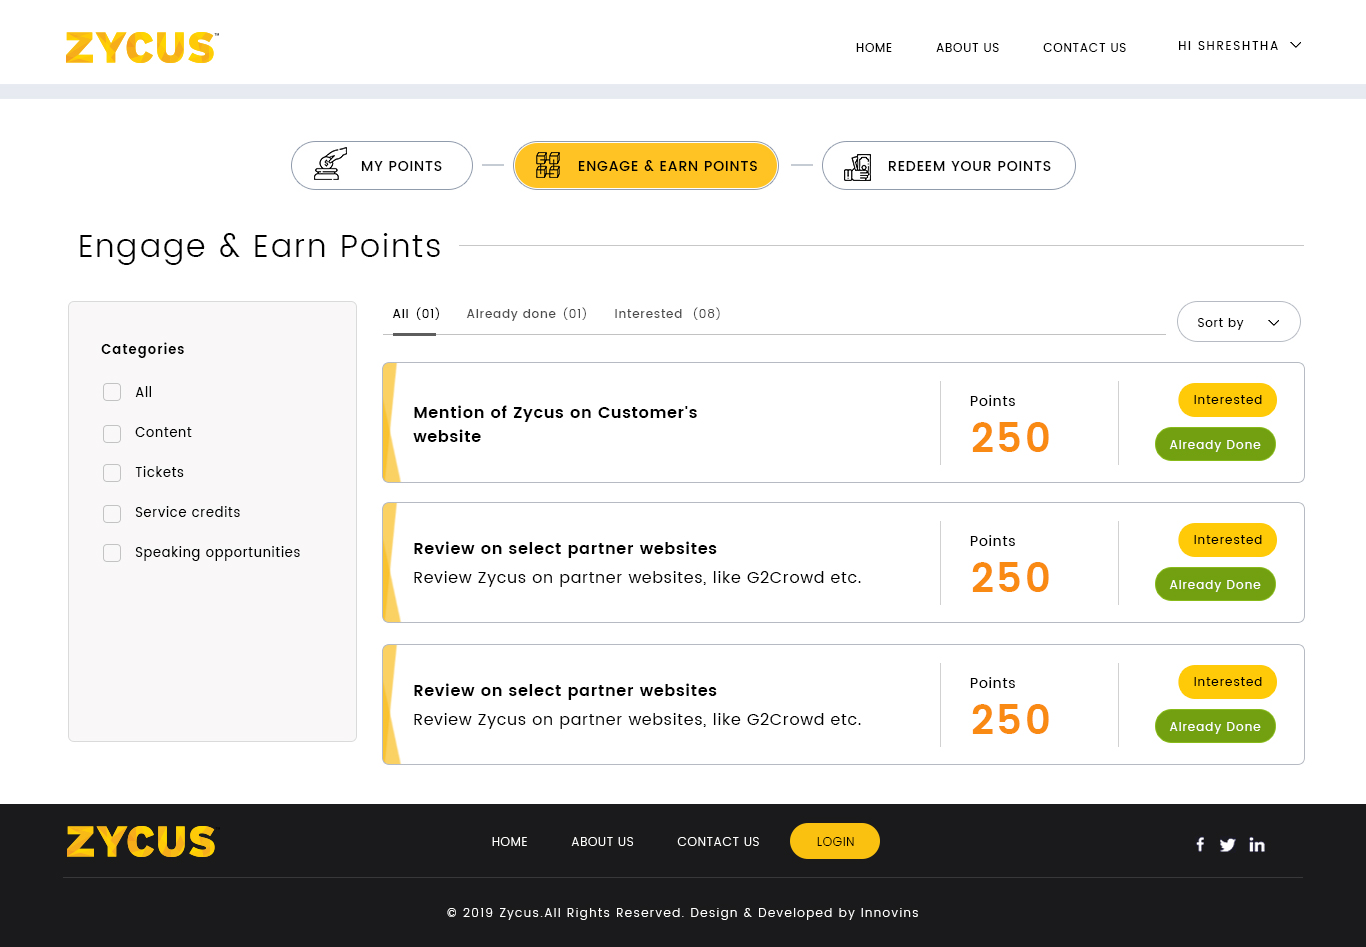 ZYCUS™
HOME ABOUT US CONTACT US HI SHRESHTHA
MY POINTS ENGAGE & EARN POINTS REDEEM YOUR POINTS
Engage & Earn Points
Categories
All
Content
Tickets
Service credits
Speaking opportunities
All (01) Already done (01) Interested (08)
Sort by
Mention of Zycus on Customer's
website
Points
250
Interested
Already Done
Review on select partner websites
Review Zycus on partner websites, like G2Crowd etc.
Points
250
Interested
Already Done
Review on select partner websites
Review Zycus on partner websites, like G2Crowd etc.
Points
250
Interested
Already Done
ZYCUS
HOME ABOUT US CONTACT US LOGIN
© 2019 Zycus.All Rights Reserved. Design & Developed by Innovins